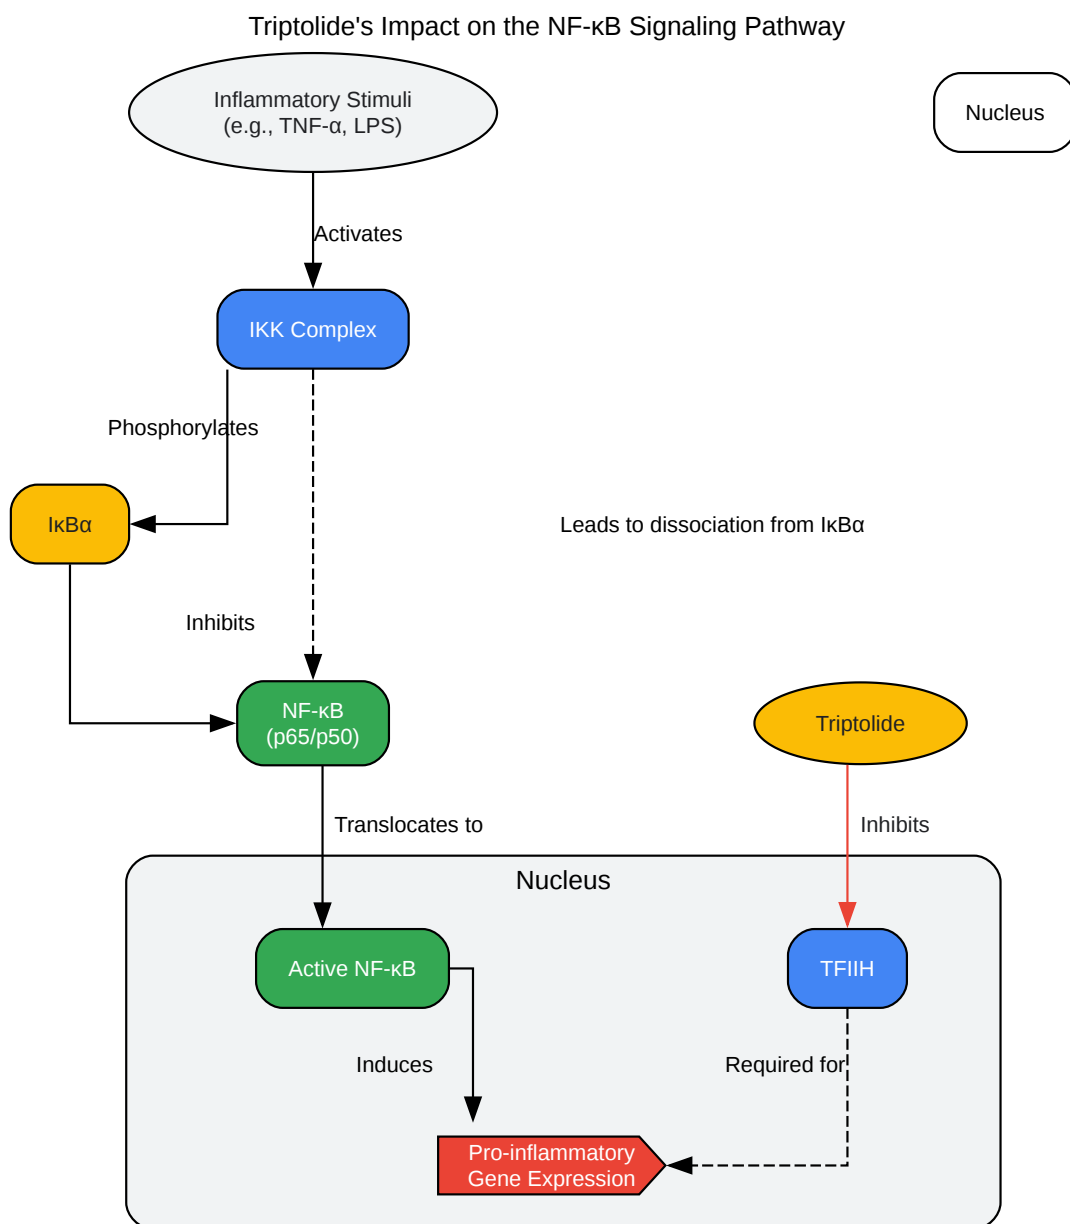 Triptolide's Impact on the NF-κB Signaling Pathway
Inflammatory Stimuli
(e.g., TNF-α, LPS)
Nucleus
Activates
IKK Complex
Phosphorylates
IκBα
Leads to dissociation from IκBα
Inhibits
NF-κB
(p65/p50)
Triptolide
Translocates to
Inhibits
Nucleus
Active NF-κB
TFIIH
Induces
Required for
Pro-inflammatory
Gene Expression